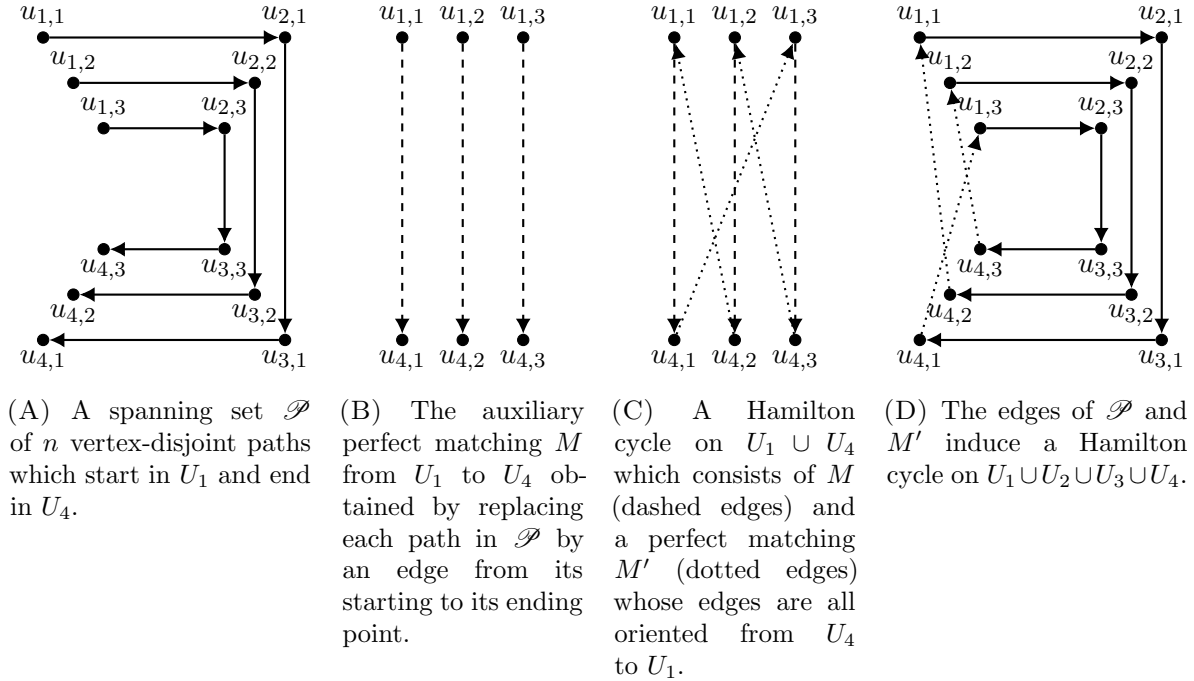 u1,1 u2,1 u1,1 u1,2 u1,3 u1,1 u1,2 u1,3 u1,1 u2,1
u1,2 u2,2 u1,2 u2,2
u1,3 u2,3 u1,3 u2,3
u4,3 u3,3 u4,3 u3,3
u4,2 u3,2 u4,2 u3,2
u4,1 u3,1 u4,1 u4,2 u4,3 u4,1 u4,2 u4,3 u4,1 u3,1
(A) A spanning set 𝒫
of n vertex-disjoint paths
which start in U1 and end
in U4.
(B) The auxiliary
perfect matching M
from U1 to U4 ob-
tained by replacing
each path in 𝒫 by
an edge from its
starting to its ending
point.
(C) A Hamilton
cycle on U1 ∪ U4
which consists of M
(dashed edges) and
a perfect matching
M′ (dotted edges)
whose edges are all
oriented from U4
to U1.
(D) The edges of 𝒫 and
M′ induce a Hamilton
cycle on U1∪U2∪U3∪U4.